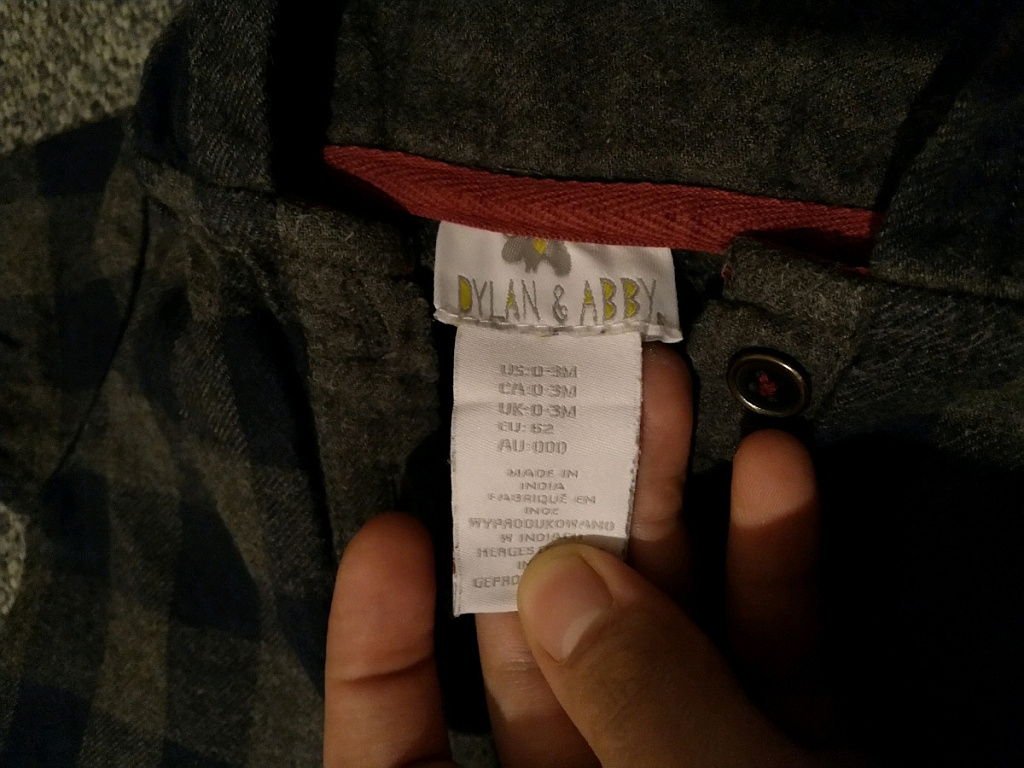 DYLAN & ABBY
US:0-3M
CA:0-3M
UK:0-3M
EU: 62
AU:000
MADE IN
INDIA
FABRIQUÉ EN
INDE
WYPRODUKOWANO
W INDIACH